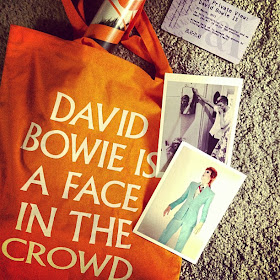 DAVID
BOWIE IS
A FACE
IN THE
CROWD